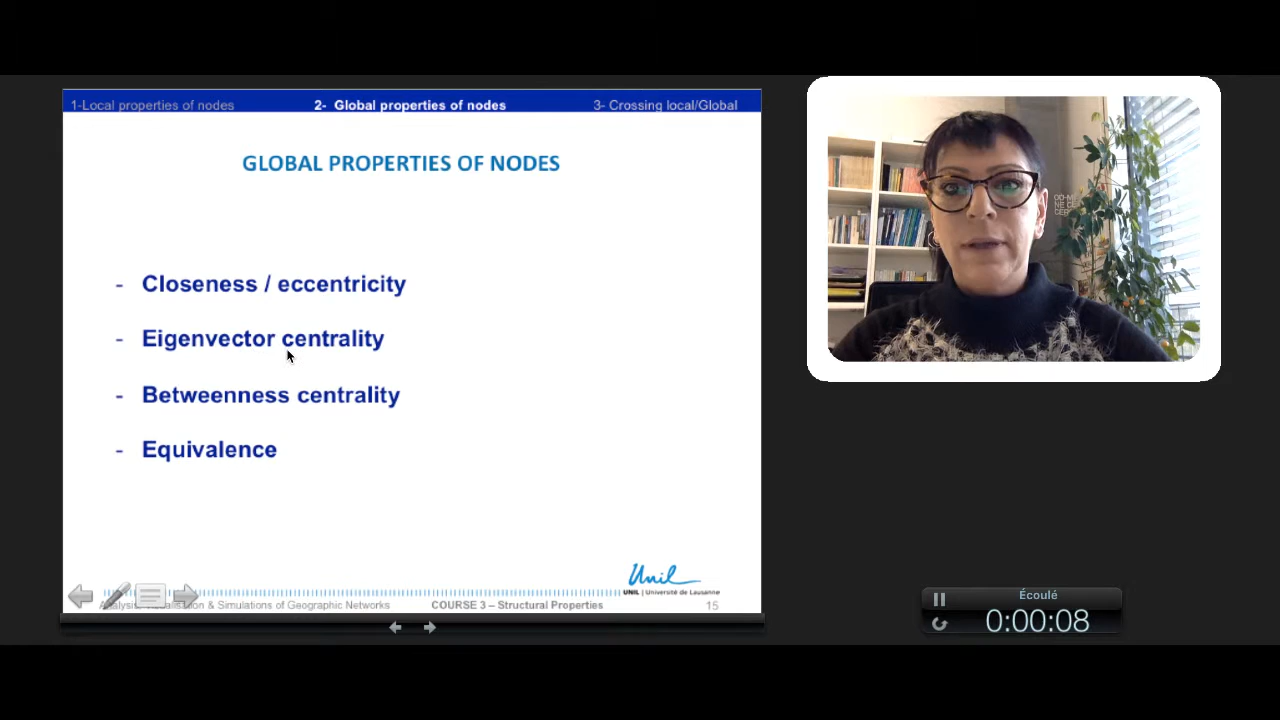 1-Local properties of nodes
2- Global properties of nodes
3- Crossing local/Global
GLOBAL PROPERTIES OF NODES
- Closeness / eccentricity
- Eigenvector centrality
- Betweenness centrality
- Equivalence
Unil
UNIL | Université de Lausanne
& Simulations of Geographic Networks
COURSE 3 – Structural Properties
15
Écoulé
0:00:08